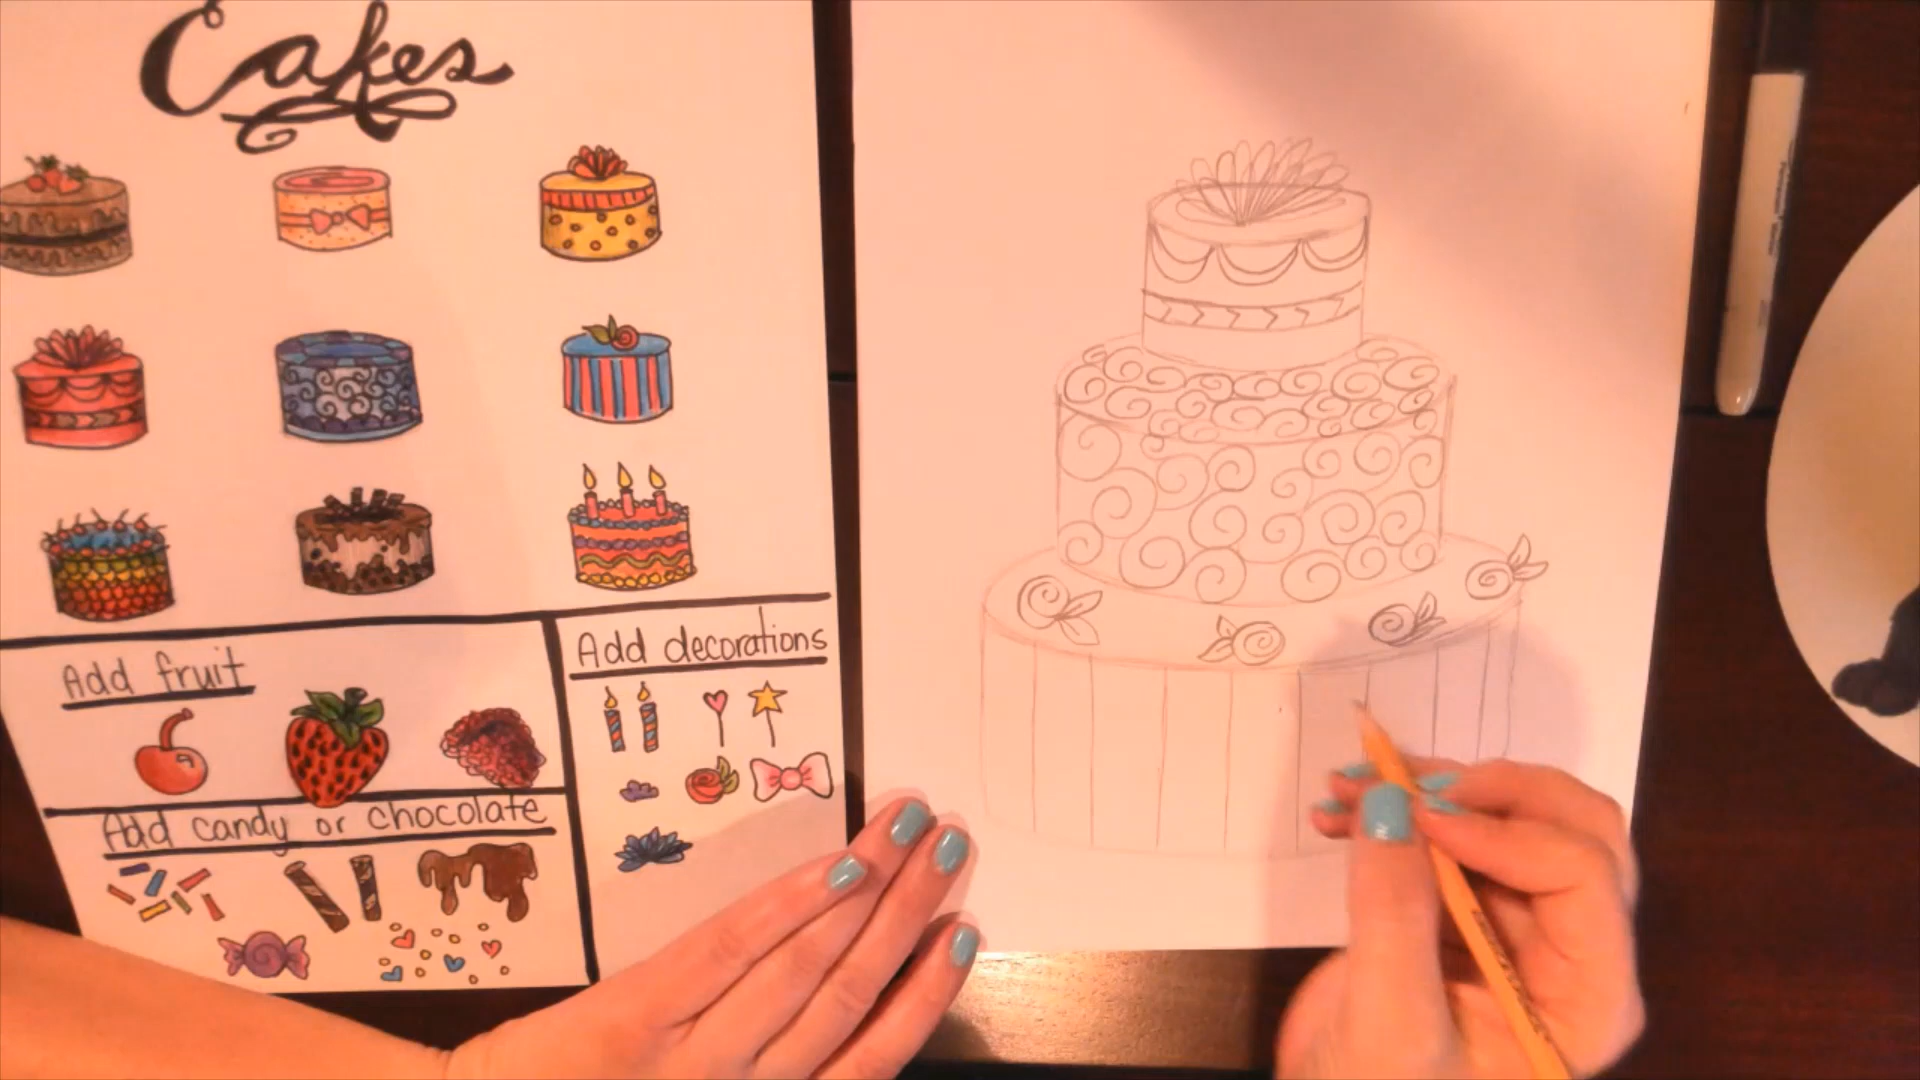 Cakes
Add fruit
Add decorations
Add candy or chocolate